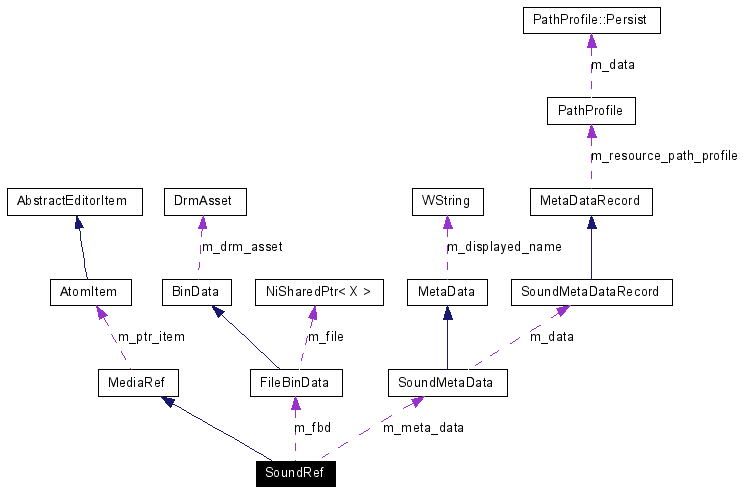 PathProfile::Persist
m_data
PathProfile
m_resource_path_profile
AbstractEditorItem
DrmAsset
WString
MetaDataRecord
m_drm_asset
m_displayed_name
AtomItem
BinData
NiSharedPtr< X >
MetaData
SoundMetaDataRecord
m_ptr_item
m_file
m_data
MediaRef
FileBinData
SoundMetaData
m_fbd
m_meta_data
SoundRef